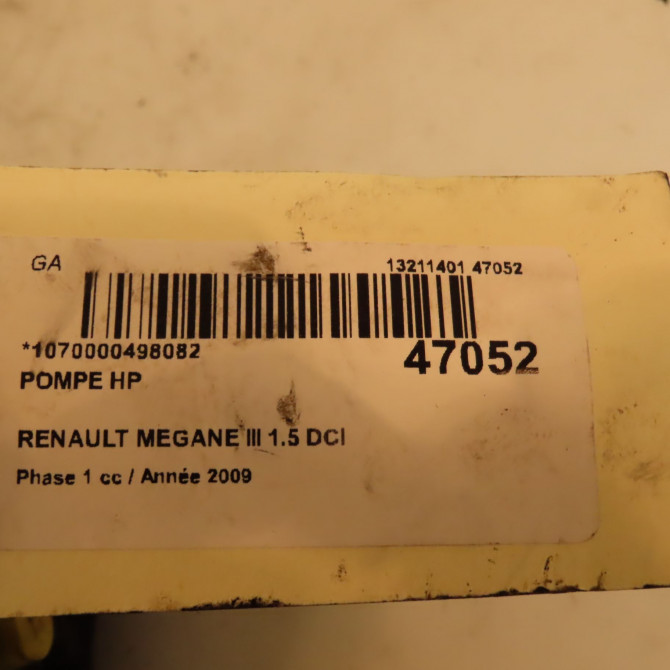 GA
13211401 47052
*1070000498082
47052
POMPE HP
RENAULT MEGANE III 1.5 DCI
Phase 1 cc / Année 2009